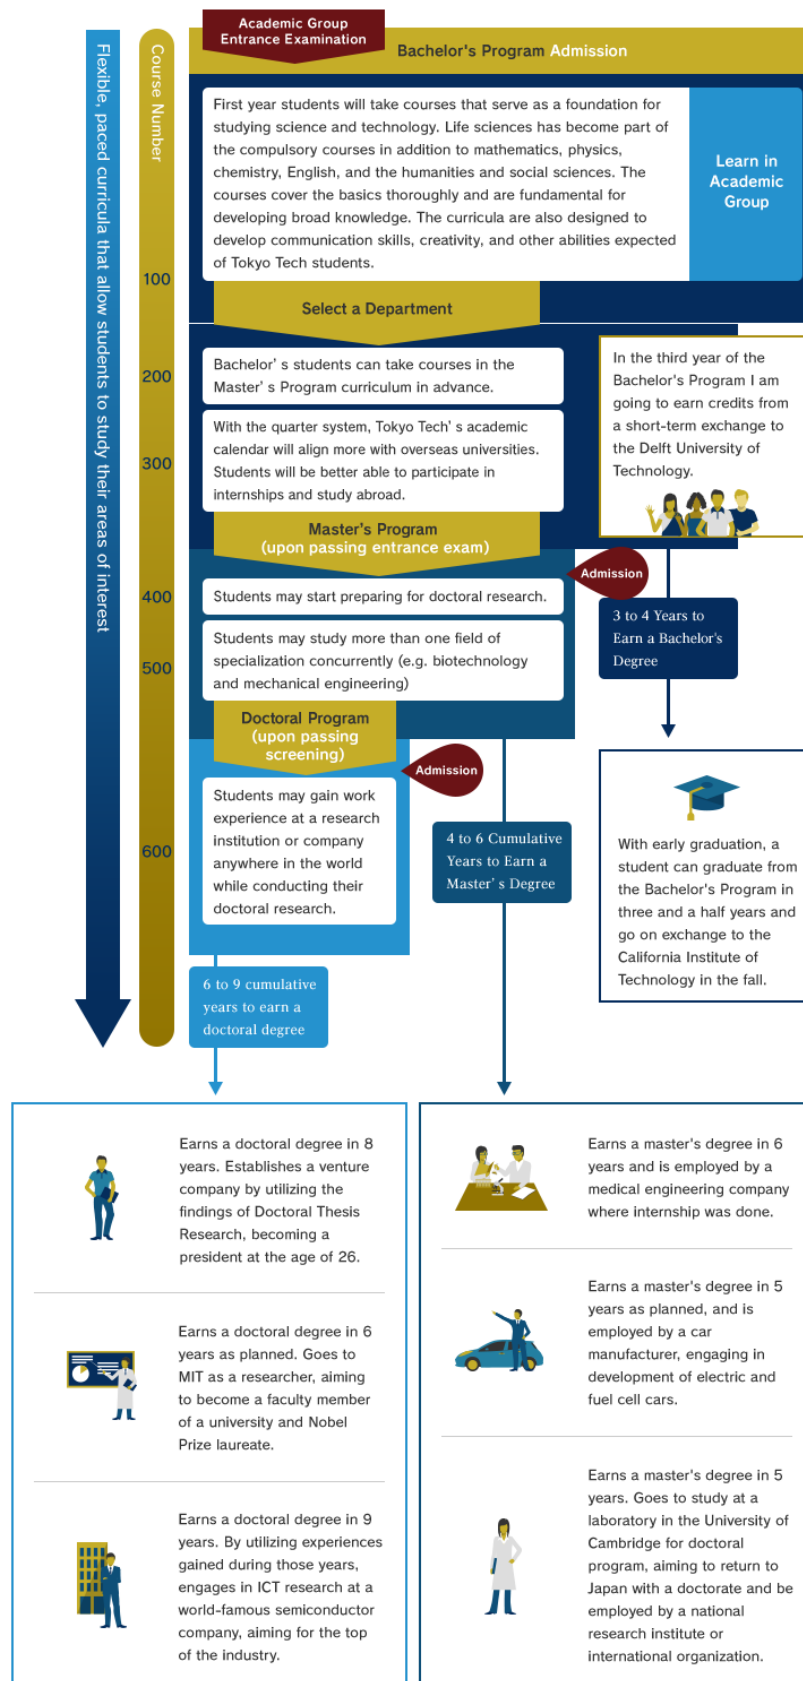 Academic Group
Entrance Examination
Bachelor's Program Admission
Flexible, paced curricula that allow students to study their areas of interest
Course Number
First year students will take courses that serve as a foundation for
studying science and technology. Life sciences has become part of
the compulsory courses in addition to mathematics, physics,
chemistry, English, and the humanities and social sciences. The
courses cover the basics thoroughly and are fundamental for
developing broad knowledge. The curricula are also designed to
develop communication skills, creativity, and other abilities expected
of Tokyo Tech students.
Learn in
Academic
Group
100
Select a Department
200
Bachelor’ s students can take courses in the
Master’ s Program curriculum in advance.
300
With the quarter system, Tokyo Tech’ s academic
calendar will align more with overseas universities.
Students will be better able to participate in
internships and study abroad.
In the third year of the
Bachelor's Program I am
going to earn credits from
a short-term exchange to
the Delft University of
Technology.
Master’s Program
(upon passing entrance exam)
Admission
400
Students may start preparing for doctoral research.
500
Students may study more than one field of
specialization concurrently (e.g. biotechnology
and mechanical engineering)
3 to 4 Years to
Earn a Bachelor’s
Degree
Doctoral Program
(upon passing
screening)
Admission
600
Students may gain work
experience at a research
institution or company
anywhere in the world
while conducting their
doctoral research.
4 to 6 Cumulative
Years to Earn a
Master’ s Degree
With early graduation, a
student can graduate from
the Bachelor's Program in
three and a half years and
go on exchange to the
California Institute of
Technology in the fall.
6 to 9 cumulative
years to earn a
doctoral degree
Earns a doctoral degree in 8
years. Establishes a venture
company by utilizing the
findings of Doctoral Thesis
Research, becoming a
president at the age of 26.
Earns a doctoral degree in 6
years as planned. Goes to
MIT as a researcher, aiming
to become a faculty member
of a university and Nobel
Prize laureate.
Earns a doctoral degree in 9
years. By utilizing experiences
gained during those years,
engages in ICT research at a
world-famous semiconductor
company, aiming for the top
of the industry.
Earns a master's degree in 6
years and is employed by a
medical engineering company
where internship was done.
Earns a master's degree in 5
years as planned, and is
employed by a car
manufacturer, engaging in
development of electric and
fuel cell cars.
Earns a master's degree in 5
years. Goes to study at a
laboratory in the University of
Cambridge for doctoral
program, aiming to return to
Japan with a doctorate and be
employed by a national
research institute or
international organization.